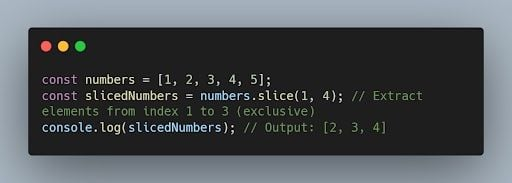 const numbers = [1, 2, 3, 4, 5];
const slicedNumbers = numbers.slice(1, 4); // Extract
elements from index 1 to 3 (exclusive)
console.log(slicedNumbers); // Output: [2, 3, 4]